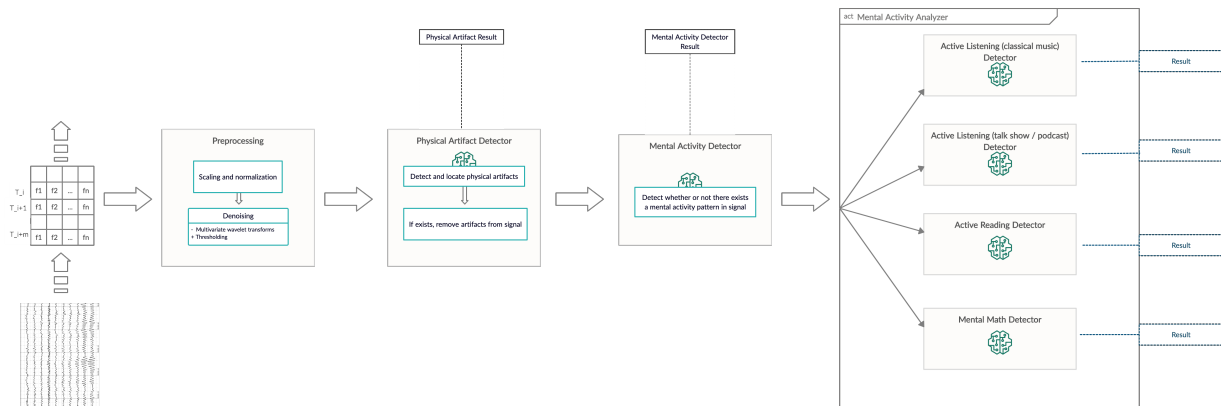 act Mental Activity Analyzer
Physical Artifact Result
Mental Activity Detector
Result
Active Listening (classical music)
Detector
Result
Preprocessing
Scaling and normalization
Denoising
- Multivariate wavelet transforms
+ Thresholding
Physical Artifact Detector
Detect and locate physical artifacts
If exists, remove artifacts from signal
Mental Activity Detector
Detect whether or not there exists
a mental activity pattern in signal
Active Listening (talk show / podcast)
Detector
Result
T_i f1 f2 ... fn
T_i+1 f1 f2 ... fn
T_i+m f1 f2 ... fn
Active Reading Detector
Result
Mental Math Detector
Result